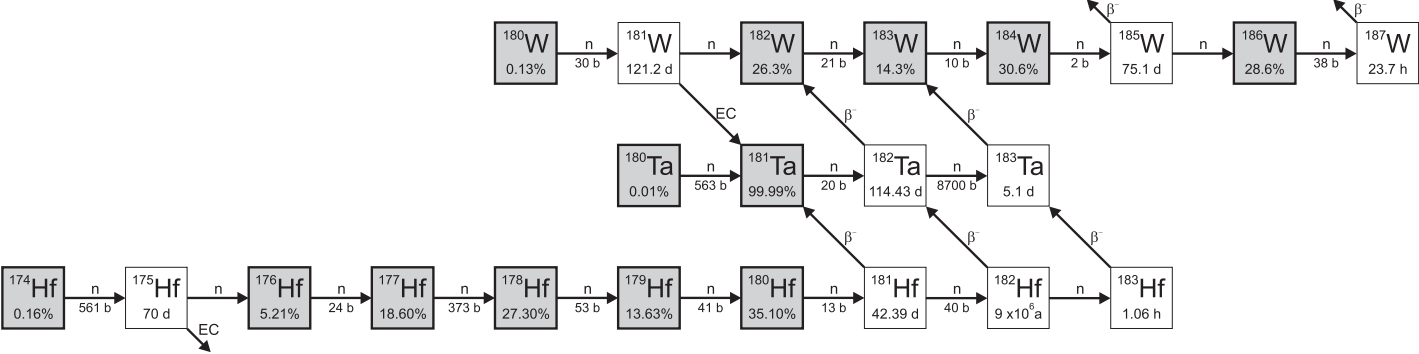 β⁻ β⁻
¹⁸⁰W n ¹⁸¹W n ¹⁸²W n ¹⁸³W n ¹⁸⁴W n ¹⁸⁵W n ¹⁸⁶W n ¹⁸⁷W
0.13% 30 b 121.2 d 26.3% 21 b 14.3% 10 b 30.6% 2 b 75.1 d 28.6% 38 b 23.7 h
EC β⁻ β⁻
¹⁸⁰Ta n ¹⁸¹Ta n ¹⁸²Ta n ¹⁸³Ta
0.01% 563 b 99.99% 20 b 114.43 d 8700 b 5.1 d
β⁻ β⁻ β⁻
¹⁷⁴Hf n ¹⁷⁵Hf n ¹⁷⁶Hf n ¹⁷⁷Hf n ¹⁷⁸Hf n ¹⁷⁹Hf n ¹⁸⁰Hf n ¹⁸¹Hf n ¹⁸²Hf n ¹⁸³Hf
0.16% 561 b 70 d 5.21% 24 b 18.60% 373 b 27.30% 53 b 13.63% 41 b 35.10% 13 b 42.39 d 40 b 9 x10⁶a 1.06 h
EC